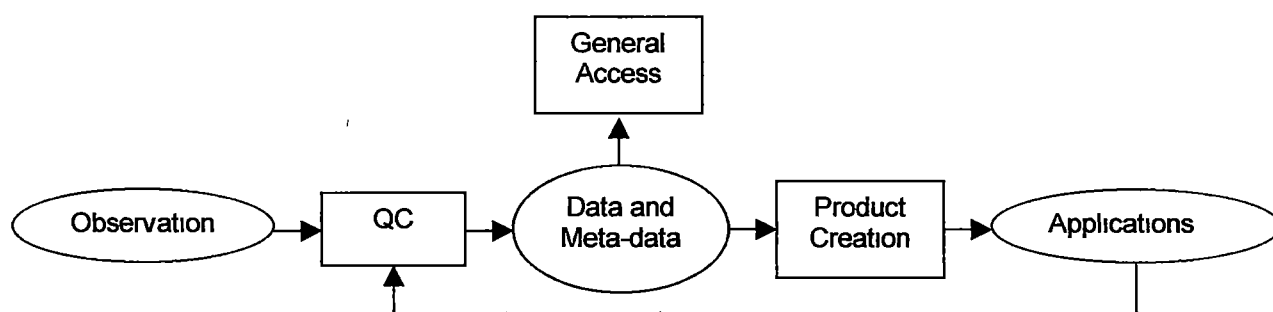 General
Access
Observation
QC
Data and
Meta-data
Product
Creation
Applications